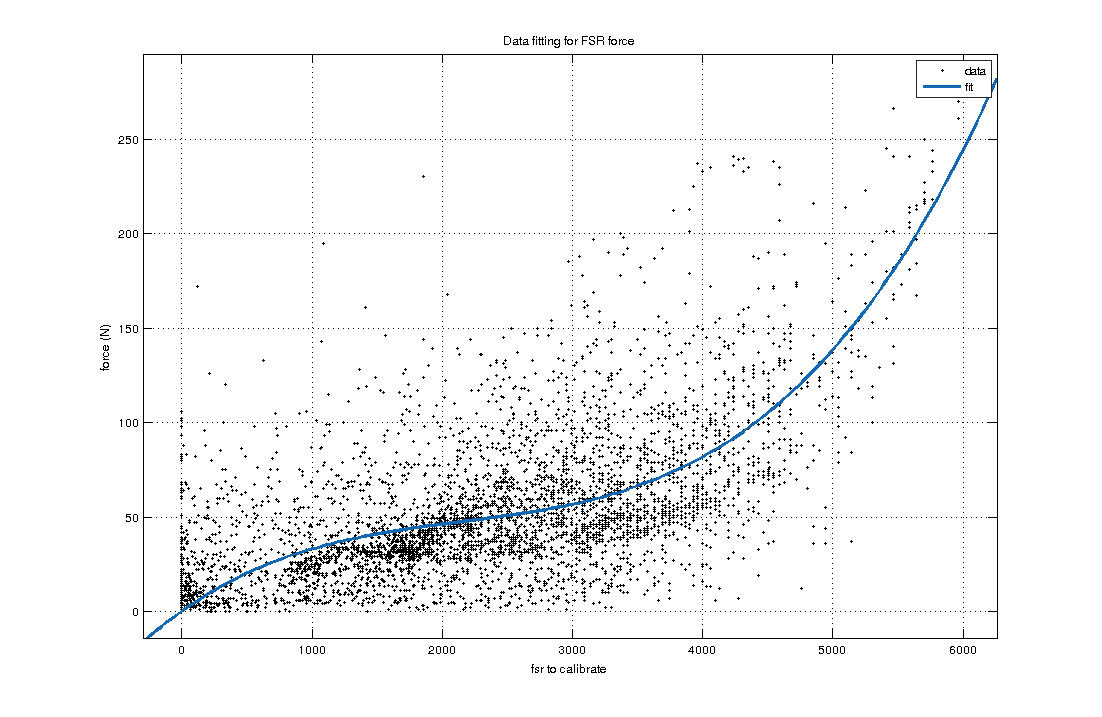 Data fitting for FSR force
data
fit
250
200
150
100
50
0
force (N)
0 1000 2000 3000 4000 5000 6000
fsr to calibrate